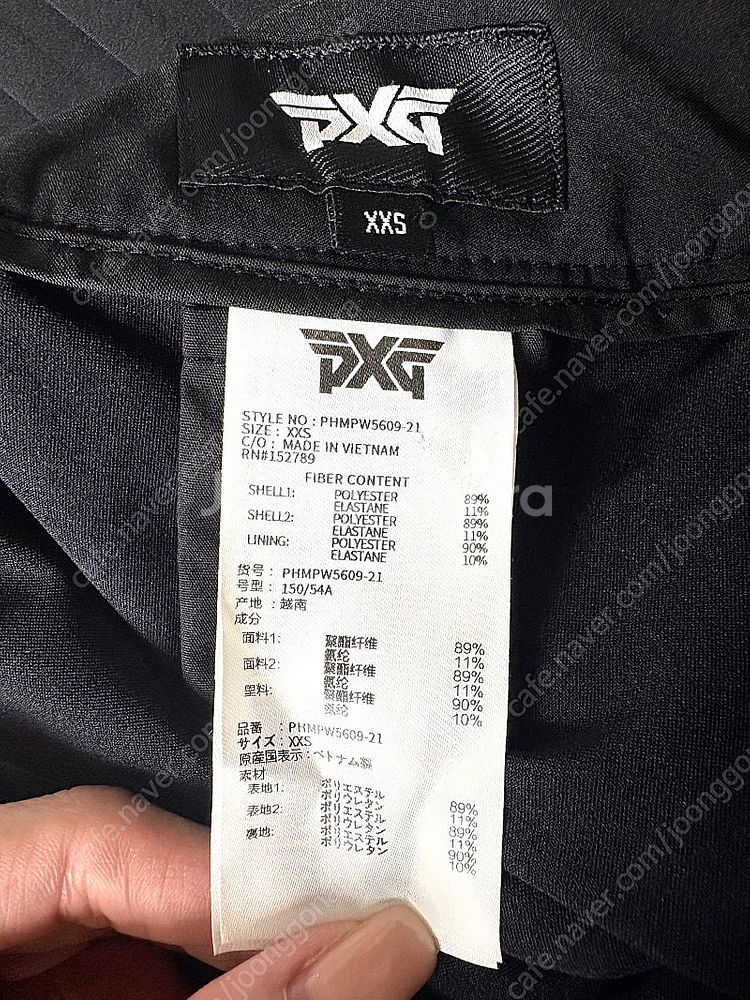 PXG
XXS
PXG
STYLE NO : PHMPW5609-21
SIZE : XXS
C/O : MADE IN VIETNAM
RN#152789
FIBER CONTENT
SHELL1: POLYESTER 89%
ELASTANE 11%
SHELL2: POLYESTER 89%
ELASTANE 11%
LINING: POLYESTER 90%
ELASTANE 10%
货号 : PHMPW5609-21
号型 : 150/54A
产地 : 越南
成分
面料1: 聚酯纤维 89%
氨纶 11%
面料2: 聚酯纤维 89%
氨纶 11%
里料: 聚酯纤维 90%
氨纶 10%
品番 : PHMPW5609-21
サイズ : XXS
原産国表示 : ベトナム製
素材
表地1: ポリエステル 89%
ポリウレタン 11%
表地2: ポリエステル 89%
ポリウレタン 11%
裏地: ポリエステル 90%
ポリウレタン 10%
cafe.naver.com/joonggonara